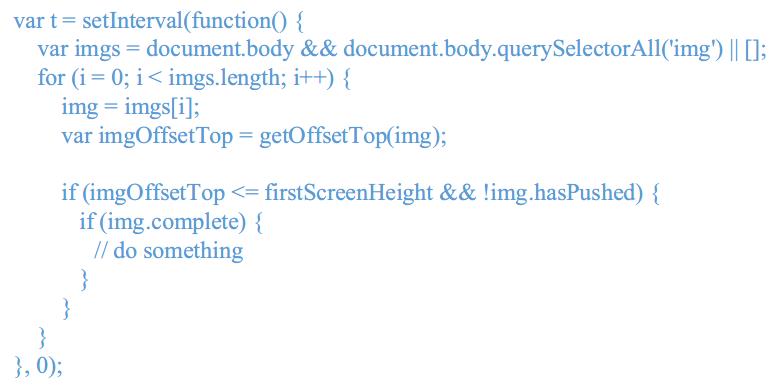 var t = setInterval(function() {
var imgs = document.body && document.body.querySelectorAll('img') || [];
for (i = 0; i < imgs.length; i++) {
img = imgs[i];
var imgOffsetTop = getOffsetTop(img);
if (imgOffsetTop <= firstScreenHeight && !img.hasPushed) {
if (img.complete) {
// do something
}
}
}
}, 0);